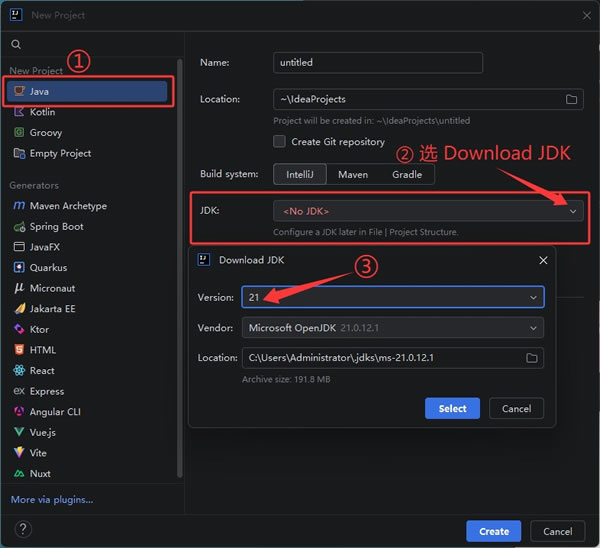 New Project
①
New Project
Java
Kotlin
Groovy
Empty Project
Generators
Maven Archetype
Spring Boot
JavaFX
Quarkus
Micronaut
Jakarta EE
Ktor
HTML
React
ex Express
Angular CLI
Vue.js
Vite
Nuxt
More via plugins...
?
Name: untitled
Location: ~\IdeaProjects
Project will be created in: ~\IdeaProjects\untitled
Create Git repository
② 选 Download JDK
Build system: IntelliJ Maven Gradle
JDK: <No JDK>
Configure a JDK later in File | Project Structure.
Download JDK
③
Version: 21
Vendor: Microsoft OpenJDK 21.0.12.1
Location: C:\Users\Administrator\.jdks\ms-21.0.12.1
Archive size: 191.8 MB
Select Cancel
Create Cancel